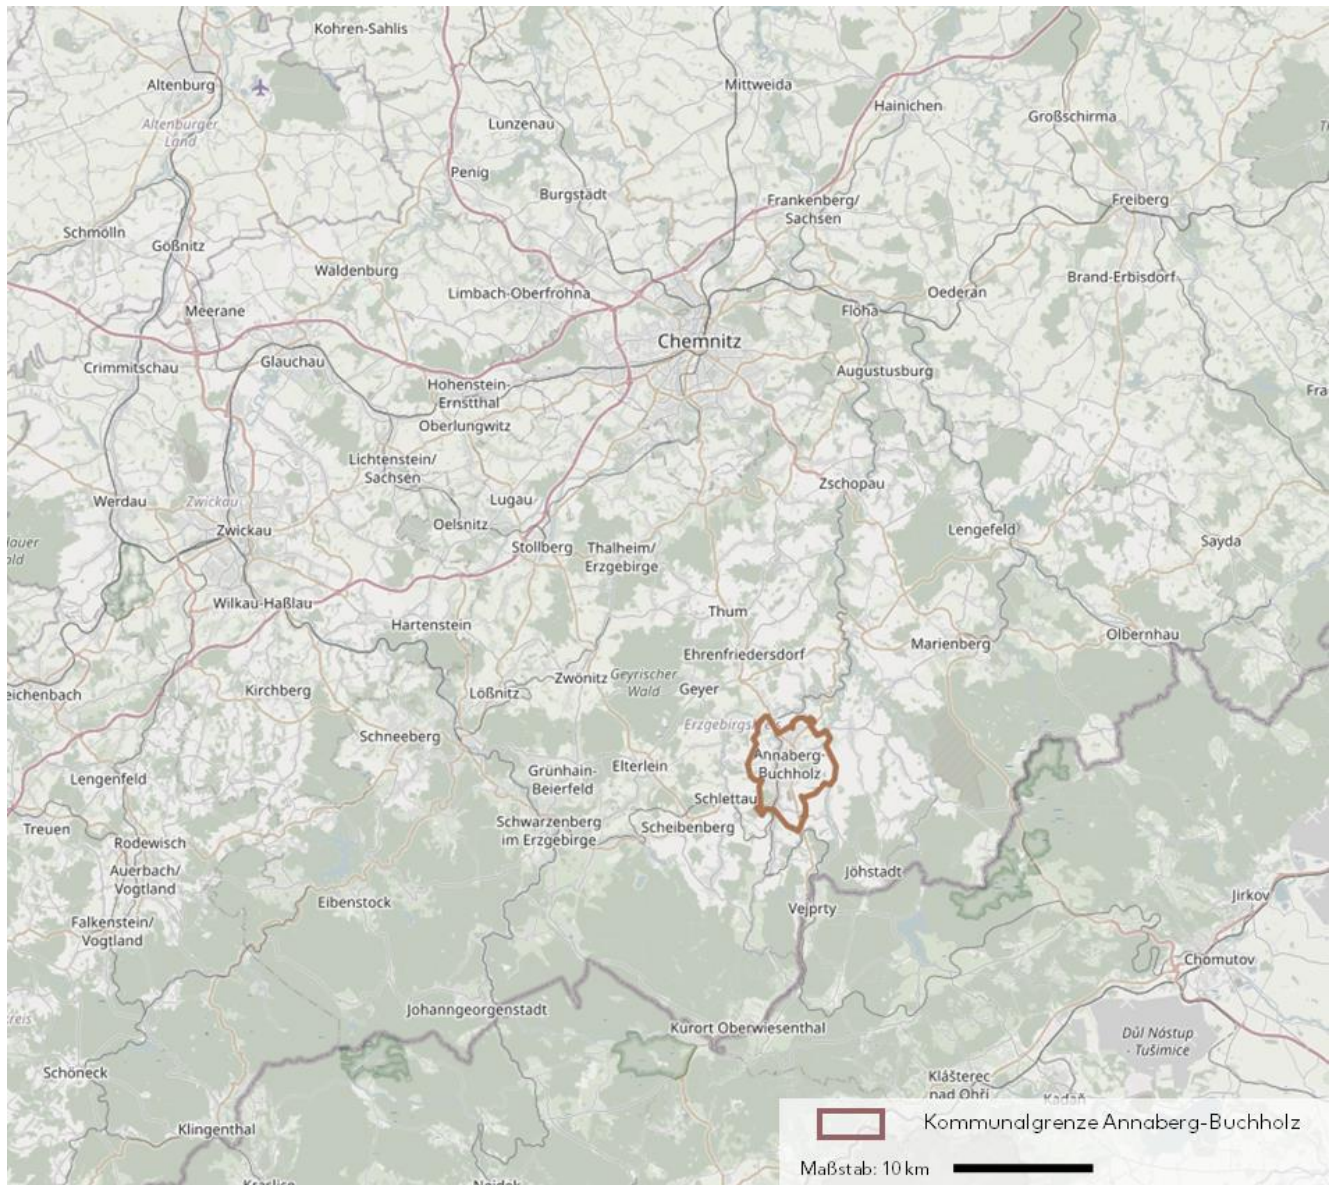 Kohren-Sahlis
Altenburg
Mittweida
Hainichen
Großschirma
Altenburger
Land
Lunzenau
Penig
Burgstädt
Frankenberg/
Sachsen
Freiberg
Schmölln
Gößnitz
Waldenburg
Limbach-Oberfrohna
Brand-Erbisdorf
Oederan
Meerane
Flöha
Chemnitz
Crimmitschau
Glauchau
Augustusburg
Hohenstein-
Ernstthal
Fra
Oberlungwitz
Lichtenstein/
Sachsen
Zschopau
Werdau
Zwickau
Lugau
Oelsnitz
Zwickau
Lengefeld
Sayda
Stollberg
Thalheim/
Erzgebirge
Wilkau-Haßlau
Hartenstein
Thum
Marienberg
Olbernhau
Ehrenfriedersdorf
Geyrischer
Wald
Zwönitz
Geyer
Lößnitz
Kirchberg
eichenbach
Schneeberg
Annaberg-
Buchholz
Grünhain-
Beierfeld
Elterlein
Lengenfeld
Schlettau
Scheibenberg
Schwarzenberg
im Erzgebirge
Treuen
Rodewisch
Auerbach/
Vogtland
Jöhstadt
Eibenstock
Vejprty
Jirkov
Falkenstein/
Vogtland
Chomutov
Johanngeorgenstadt
Kurort Oberwiesenthal
Důl Nástup
- Tušimice
Schöneck
Klášterec
nad Ohří
Kadaň
Klingenthal
Kommunalgrenze Annaberg-Buchholz
Maßstab: 10 km